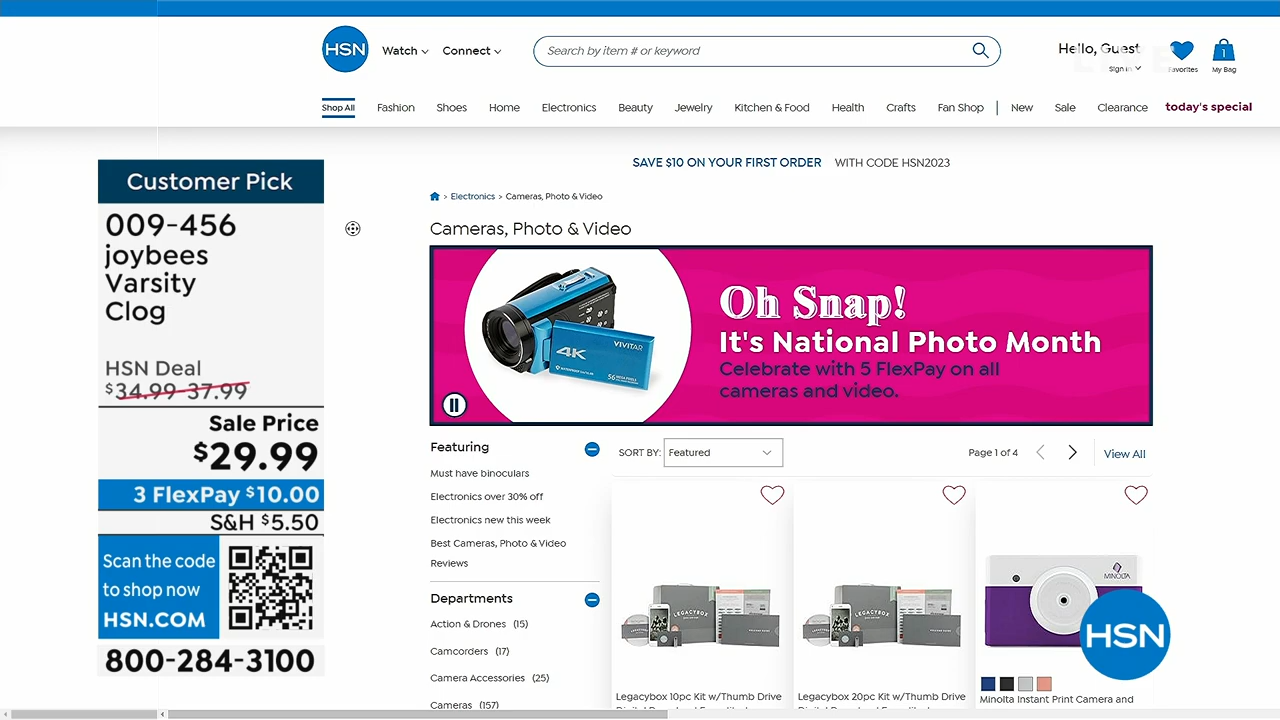 HSN
Watch
Connect
Search by item # or keyword
Hello, Guest
Sign in
Favorites
1
My Bag
Shop All
Fashion
Shoes
Home
Electronics
Beauty
Jewelry
Kitchen & Food
Health
Crafts
Fan Shop
New
Sale
Clearance
today's special
SAVE $10 ON YOUR FIRST ORDER WITH CODE HSN2023
Customer Pick
009-456
joybees
Varsity
Clog
HSN Deal
$34.99-37.99
Sale Price
$29.99
3 FlexPay $10.00
S&H $5.50
Scan the code
to shop now
HSN.COM
800-284-3100
> Electronics > Cameras, Photo & Video
Cameras, Photo & Video
VIVITAR
4K
56 MEGA PIXELS
Oh Snap!
It's National Photo Month
Celebrate with 5 FlexPay on all
cameras and video.
Featuring
Must have binoculars
Electronics over 30% off
Electronics new this week
Best Cameras, Photo & Video
Reviews
Departments
Action & Drones (15)
Camcorders (17)
Camera Accessories (25)
Cameras (157)
SORT BY: Featured
Page 1 of 4
View All
LEGACYBOX
LEGACYBOX
MINOLTA
HSN
Legacybox 10pc Kit w/Thumb Drive
Legacybox 20pc Kit w/Thumb Drive
Minolta Instant Print Camera and